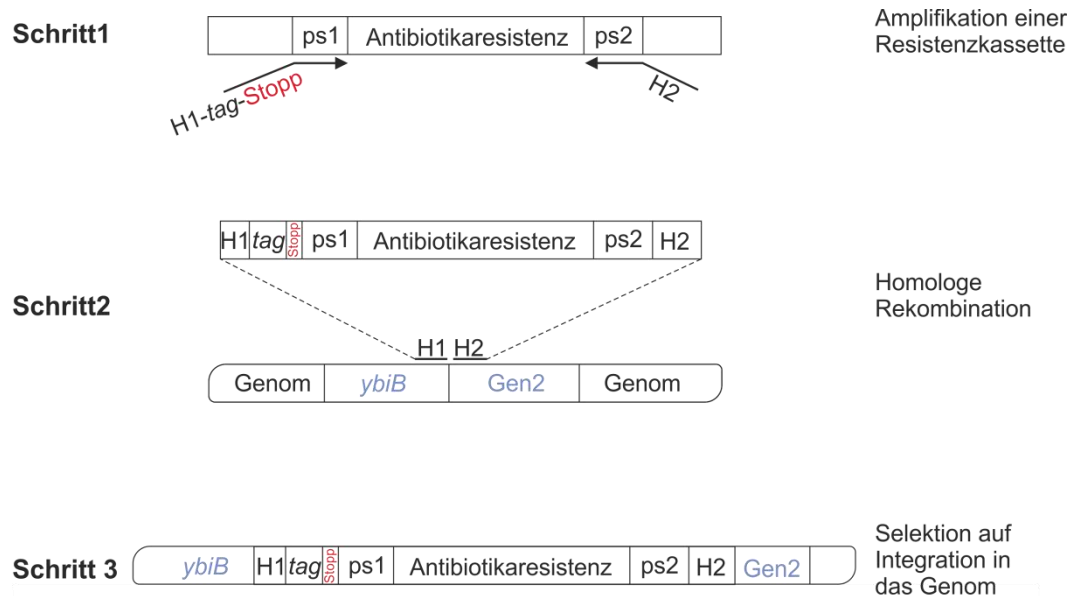 Schritt1
ps1 Antibiotikaresistenz ps2
Amplifikation einer
Resistenzkassette
H1-tag-Stopp
H2
H1 tag Stopp ps1 Antibiotikaresistenz ps2 H2
Schritt2
Homologe
Rekombination
H1 H2
Genom ybiB Gen2 Genom
Schritt 3
ybiB H1 tag Stopp ps1 Antibiotikaresistenz ps2 H2 Gen2
Selektion auf
Integration in
das Genom